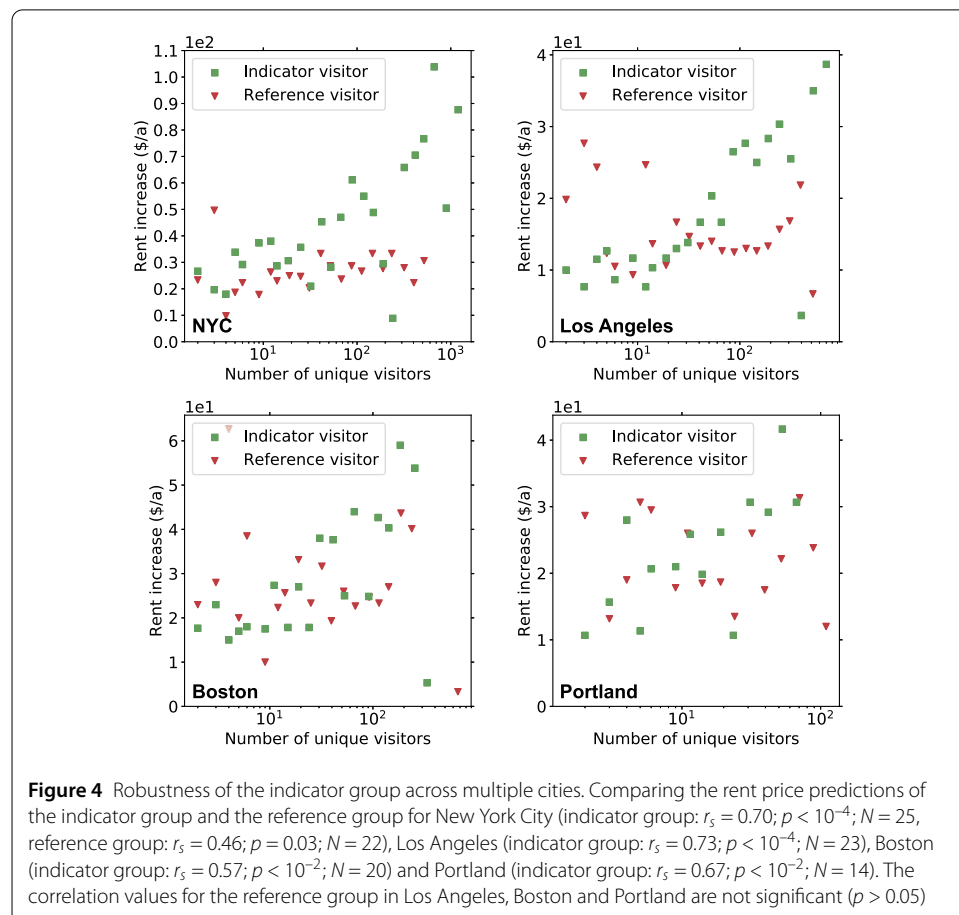 1e2
1.1
1.0
0.9
0.8
0.7
0.6
0.5
0.4
0.3
0.2
0.1
0.0
Rent increase ($/a)
Indicator visitor
Reference visitor
NYC
10¹ 10² 10³
Number of unique visitors
1e1
4
3
2
1
0
Rent increase ($/a)
Indicator visitor
Reference visitor
Los Angeles
10¹ 10²
Number of unique visitors
1e1
6
5
4
3
2
1
0
Rent increase ($/a)
Indicator visitor
Reference visitor
Boston
10¹ 10²
Number of unique visitors
1e1
4
3
2
1
0
Rent increase ($/a)
Indicator visitor
Reference visitor
Portland
10¹ 10²
Number of unique visitors
Figure 4 Robustness of the indicator group across multiple cities. Comparing the rent price predictions of
the indicator group and the reference group for New York City (indicator group: rₛ = 0.70; p < 10⁻⁴; N = 25,
reference group: rₛ = 0.46; p = 0.03; N = 22), Los Angeles (indicator group: rₛ = 0.73; p < 10⁻⁴; N = 23), Boston
(indicator group: rₛ = 0.57; p < 10⁻²; N = 20) and Portland (indicator group: rₛ = 0.67; p < 10⁻²; N = 14). The
correlation values for the reference group in Los Angeles, Boston and Portland are not significant (p > 0.05)